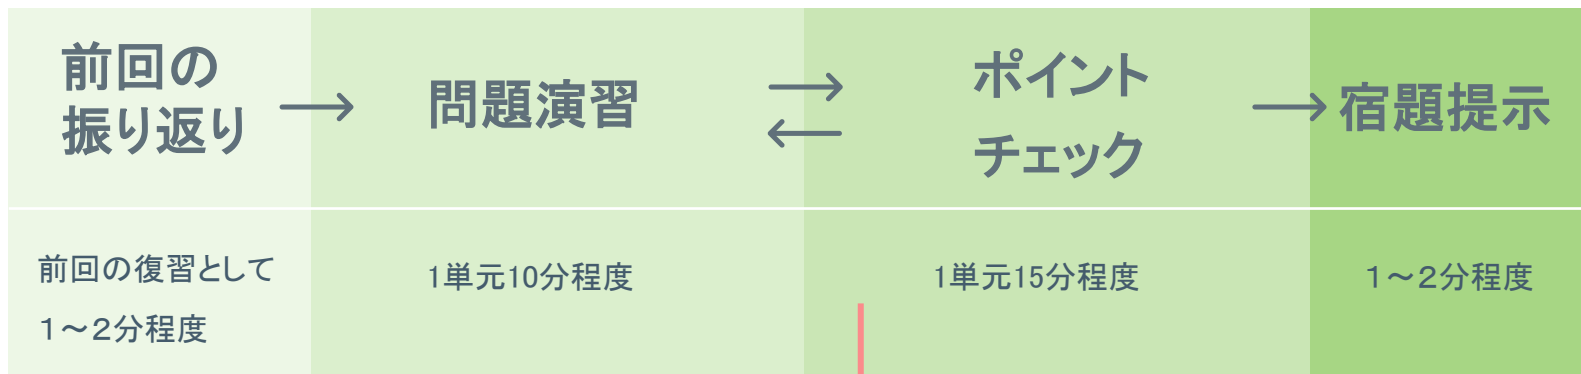 前回の
振り返り
問題演習
ポイント
チェック
宿題提示
前回の復習として
1～2分程度
1単元10分程度
1単元15分程度
1～2分程度